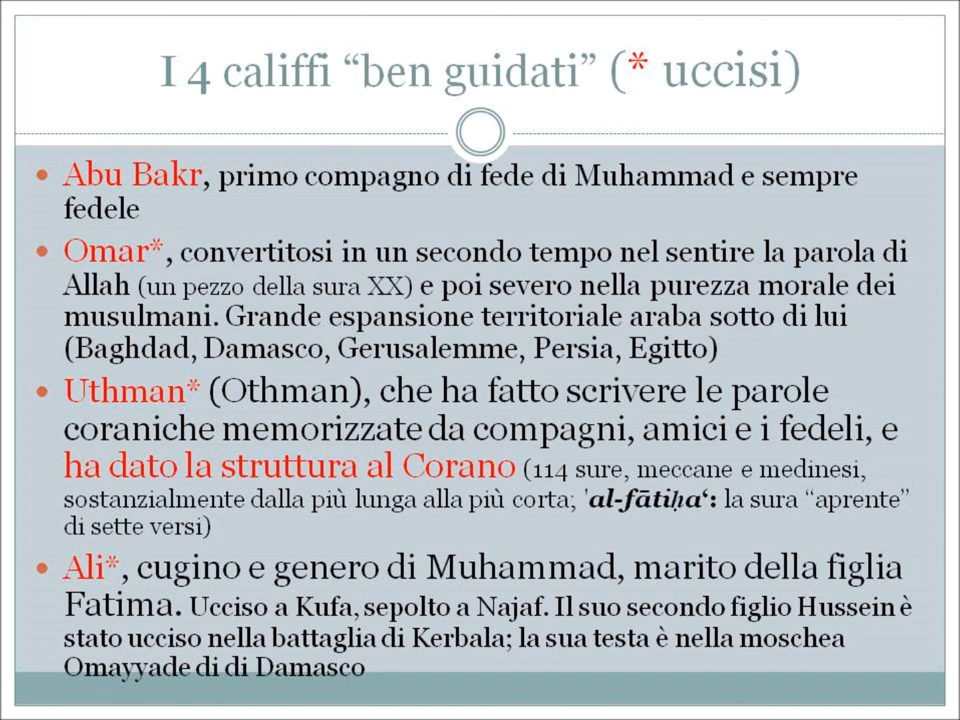 I 4 califfi “ben guidati” (* uccisi)
• Abu Bakr, primo compagno di fede di Muhammad e sempre
fedele
• Omar*, convertitosi in un secondo tempo nel sentire la parola di
Allah (un pezzo della sura XX) e poi severo nella purezza morale dei
musulmani. Grande espansione territoriale araba sotto di lui
(Baghdad, Damasco, Gerusalemme, Persia, Egitto)
• Uthman* (Othman), che ha fatto scrivere le parole
coraniche memorizzate da compagni, amici e i fedeli, e
ha dato la struttura al Corano (114 sure, meccane e medinesi,
sostanzialmente dalla più lunga alla più corta; ’al-fātiḥa‘: la sura “aprente”
di sette versi)
• Ali*, cugino e genero di Muhammad, marito della figlia
Fatima. Ucciso a Kufa, sepolto a Najaf. Il suo secondo figlio Hussein è
stato ucciso nella battaglia di Kerbala; la sua testa è nella moschea
Omayyade di di Damasco